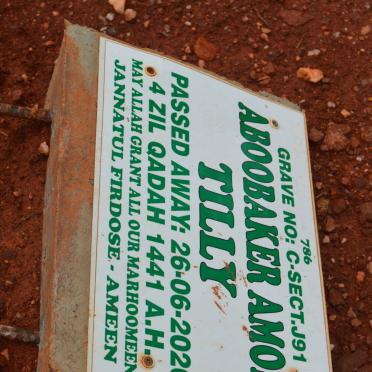 786
GRAVE NO: C-SECT.J91
ABOOBAKER AMO
TILLY
PASSED AWAY: 26-06-2020
4 ZIL QADAH 1441 A.H.
MAY ALLAH GRANT ALL OUR MARHOOMEEN
JANNATUL FIRDOSE - AMEEN